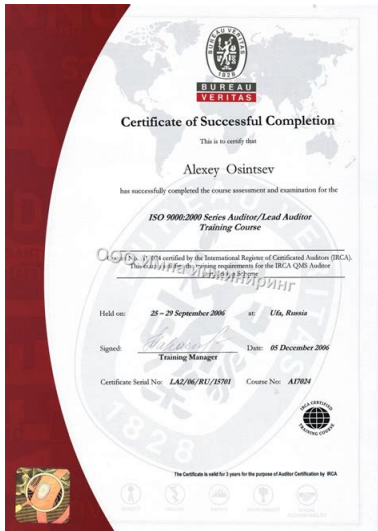 BUREAU VERITAS
1828
BUREAU
VERITAS
Certificate of Successful Completion
This is to certify that
Alexey Osintsev
has successfully completed the course assessment and examination for the
ISO 9000:2000 Series Auditor/Lead Auditor
Training Course
certified by the International Register of Certificated Auditors (IRCA).
training requirements for the IRCA QMS Auditor
Held on: 25 – 29 September 2006 at: Ufa, Russia
Signed: Date: 05 December 2006
Training Manager
Certificate Serial No: LA2/06/RU/15701 Course No: A17024
IRCA CERTIFIED
TRAINING COURSE
The Certificate is valid for 3 years for the purpose of Auditor Certification by IRCA